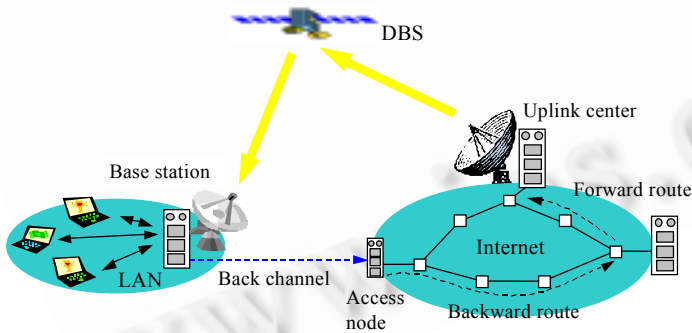 DBS
Uplink center
Base station
Forward route
Internet
LAN
Back channel
Access
node
Backward route